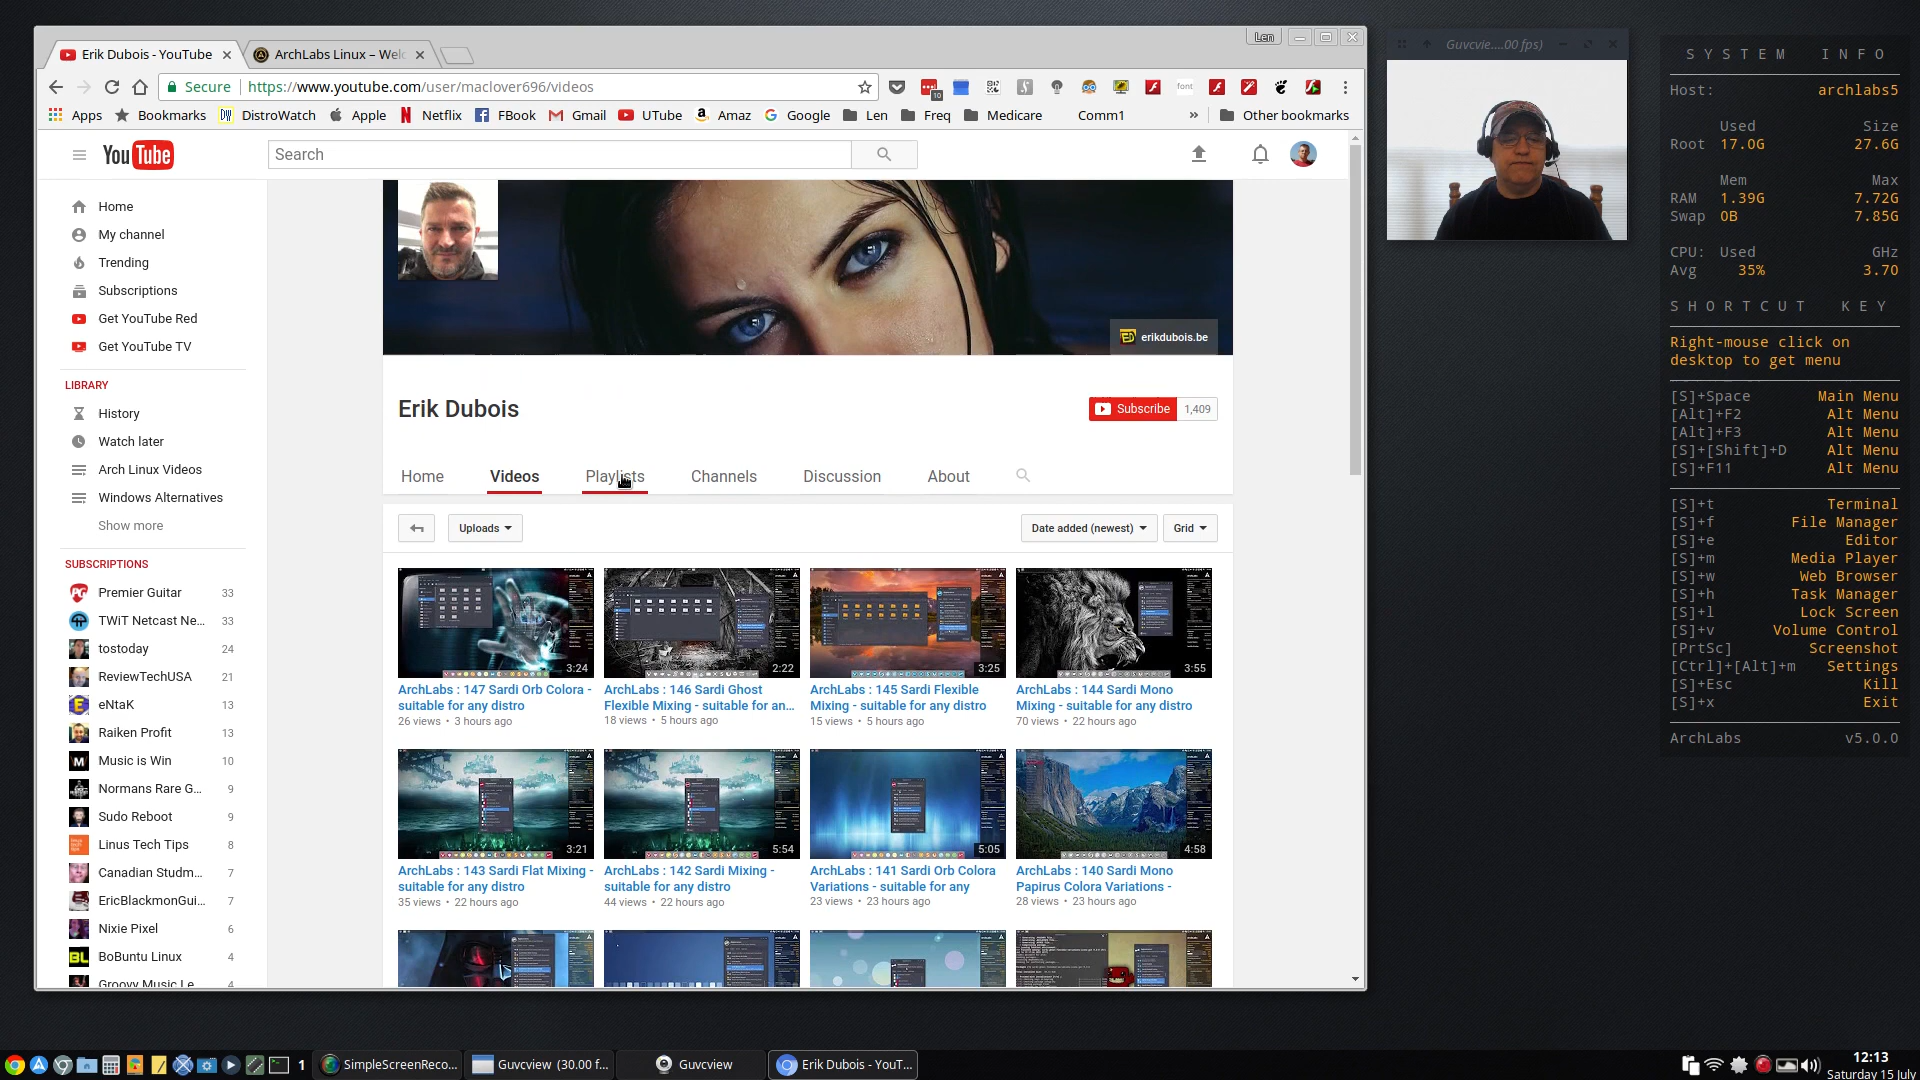 Erik Dubois - YouTube
ArchLabs Linux – Welc
Len
Secure
https://www.youtube.com/user/maclover696/videos
10
font
Apps
Bookmarks
DistroWatch
Apple
Netflix
FBook
Gmail
UTube
Amaz
Google
Len
Freq
Medicare
Comm1
»
Other bookmarks
YouTube
Search
Home
My channel
Trending
Subscriptions
Get YouTube Red
Get YouTube TV
LIBRARY
History
Watch later
Arch Linux Videos
Windows Alternatives
Show more
SUBSCRIPTIONS
Premier Guitar 33
TWiT Netcast Ne... 33
tostoday 24
ReviewTechUSA 21
eNtaK 13
Raiken Profit 13
Music is Win 10
Normans Rare G... 9
Sudo Reboot 9
Linus Tech Tips 8
Canadian Studm... 7
EricBlackmonGui... 7
Nixie Pixel 6
BoBuntu Linux 4
Groovy Music Le 4
erikdubois.be
Erik Dubois
Subscribe 1,409
Home
Videos
Playlists
Channels
Discussion
About
Uploads
Date added (newest)
Grid
3:24
ArchLabs : 147 Sardi Orb Colora -
suitable for any distro
26 views • 3 hours ago
2:22
ArchLabs : 146 Sardi Ghost
Flexible Mixing - suitable for an...
18 views • 5 hours ago
3:25
ArchLabs : 145 Sardi Flexible
Mixing - suitable for any distro
15 views • 5 hours ago
3:55
ArchLabs : 144 Sardi Mono
Mixing - suitable for any distro
70 views • 22 hours ago
3:21
ArchLabs : 143 Sardi Flat Mixing -
suitable for any distro
35 views • 22 hours ago
5:54
ArchLabs : 142 Sardi Mixing -
suitable for any distro
44 views • 22 hours ago
5:05
ArchLabs : 141 Sardi Orb Colora
Variations - suitable for any
23 views • 23 hours ago
4:58
ArchLabs : 140 Sardi Mono
Papirus Colora Variations -
28 views • 23 hours ago
Guvcvie....00 fps)
SYSTEM INFO
Host: archlabs5
Used Size
Root 17.0G 27.6G
Mem Max
RAM 1.39G 7.72G
Swap 0B 7.85G
CPU: Used GHz
Avg 35% 3.70
SHORTCUT KEY
Right-mouse click on
desktop to get menu
[S]+Space Main Menu
[Alt]+F2 Alt Menu
[Alt]+F3 Alt Menu
[S]+[Shift]+D Alt Menu
[S]+F11 Alt Menu
[S]+t Terminal
[S]+f File Manager
[S]+e Editor
[S]+m Media Player
[S]+w Web Browser
[S]+h Task Manager
[S]+l Lock Screen
[S]+v Volume Control
[PrtSc] Screenshot
[Ctrl]+[Alt]+m Settings
[S]+Esc Kill
[S]+x Exit
ArchLabs v5.0.0
1
SimpleScreenReco...
Guvcview (30.00 f...
Guvcview
Erik Dubois - YouT...
12:13
Saturday 15 July